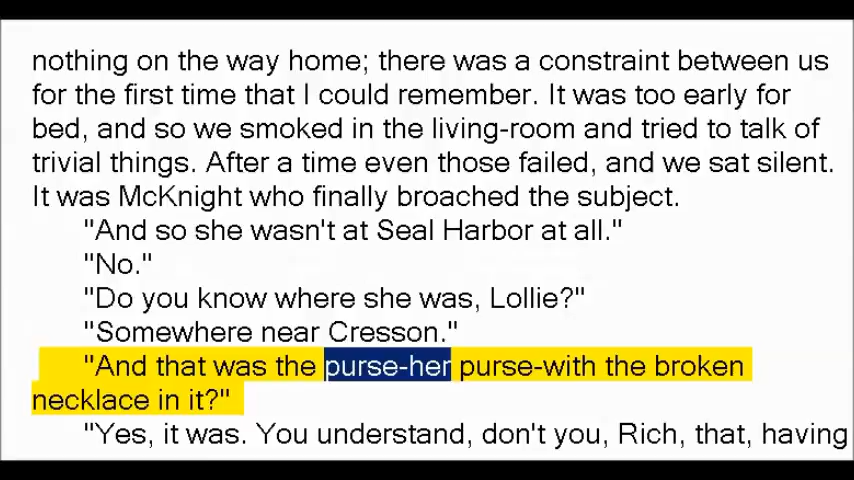 nothing on the way home; there was a constraint between us
for the first time that I could remember. It was too early for
bed, and so we smoked in the living-room and tried to talk of
trivial things. After a time even those failed, and we sat silent.
It was McKnight who finally broached the subject.
"And so she wasn't at Seal Harbor at all."
"No."
"Do you know where she was, Lollie?"
"Somewhere near Cresson."
"And that was the purse-her purse-with the broken
necklace in it?"
"Yes, it was. You understand, don't you, Rich, that, having